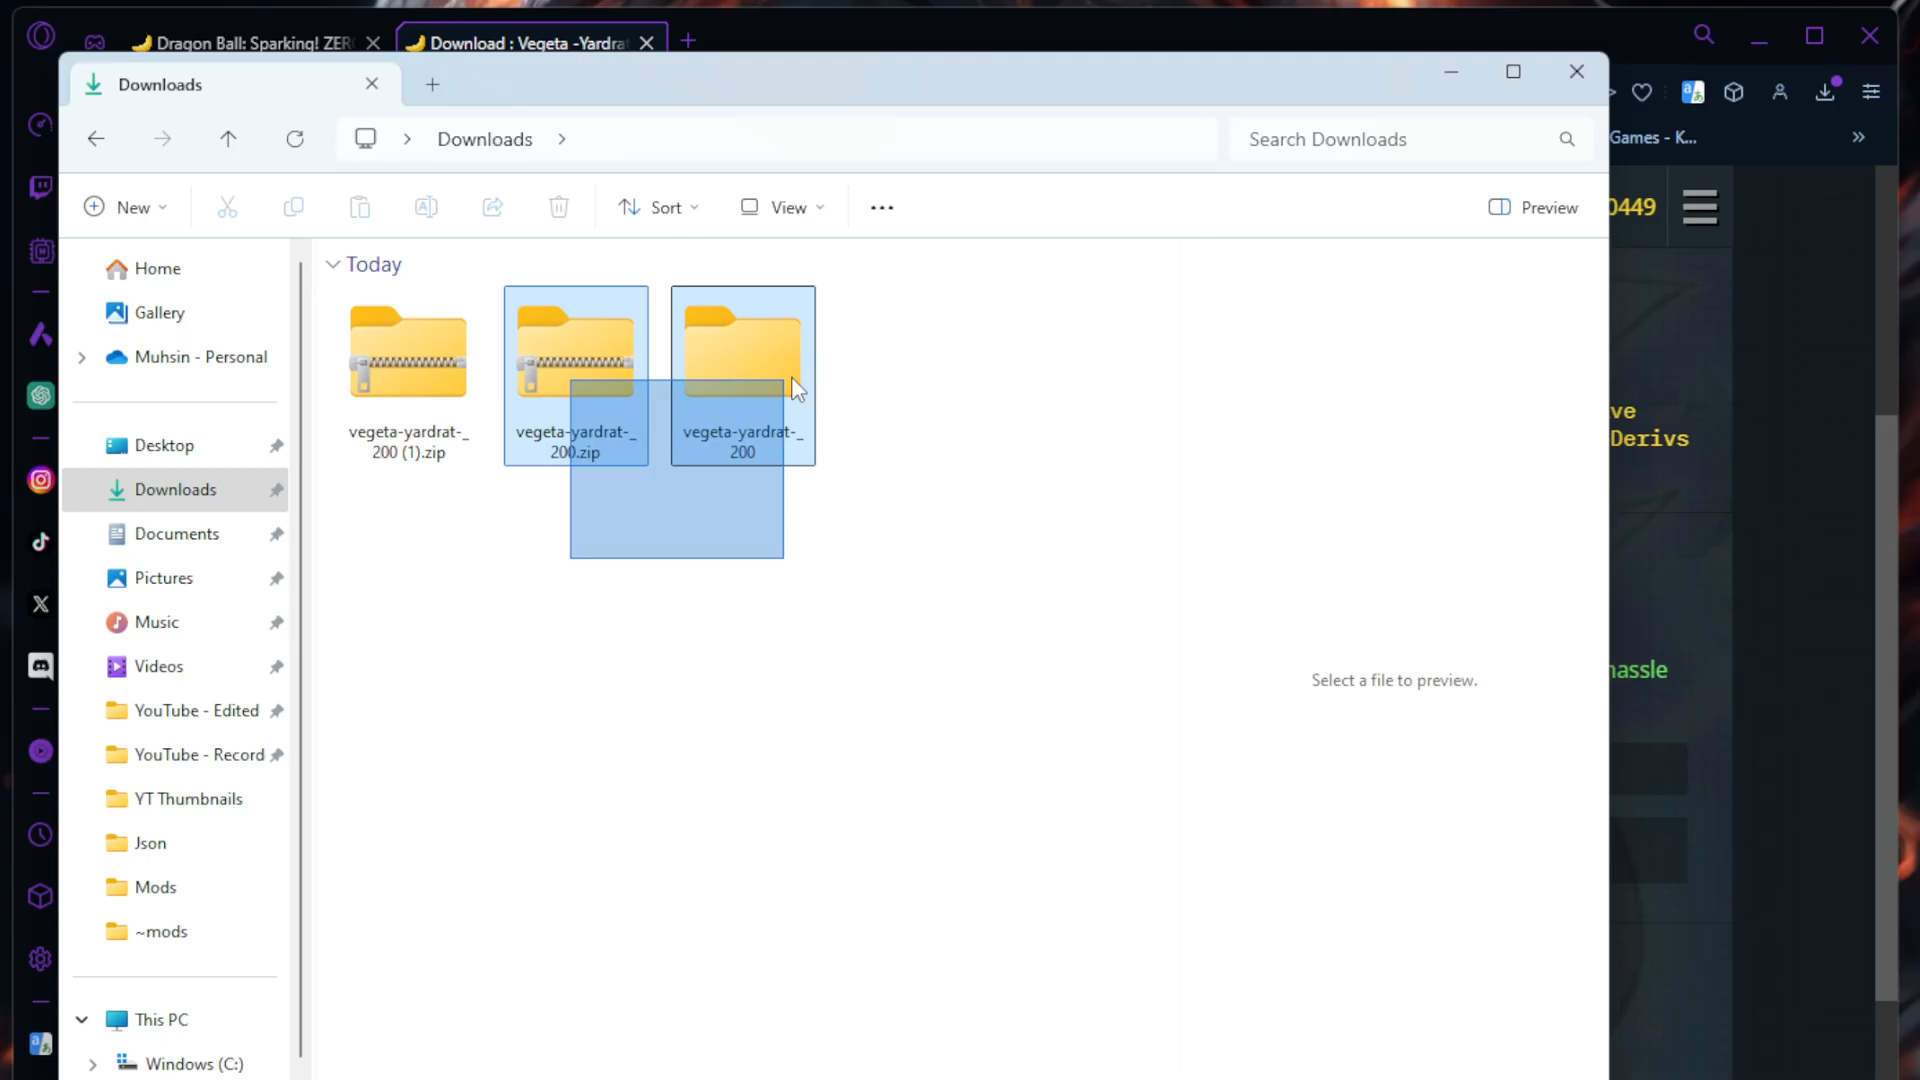 Dragon Ball: Sparking! ZER
Download : Vegeta -Yardra
Downloads
Downloads
Search Downloads
Games - K...
New
Sort
View
Preview
0449
Home
Gallery
Muhsin - Personal
Desktop
Downloads
Documents
Pictures
Music
Videos
YouTube - Edited
YouTube - Record
YT Thumbnails
Json
Mods
~mods
This PC
Windows (C:)
Today
vegeta-yardrat-_
200 (1).zip
vegeta-yardrat-_
200.zip
vegeta-yardrat-_
200
Select a file to preview.
ve
Derivs
hassle